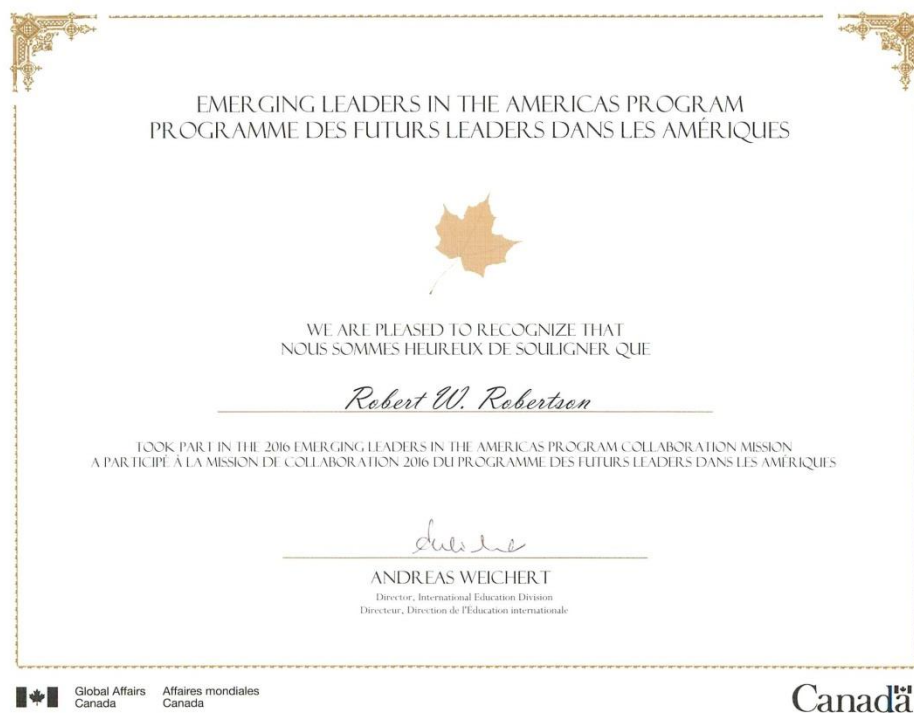 EMERGING LEADERS IN THE AMERICAS PROGRAM
PROGRAMME DES FUTURS LEADERS DANS LES AMÉRIQUES
WE ARE PLEASED TO RECOGNIZE THAT
NOUS SOMMES HEUREUX DE SOULIGNER QUE
Robert W. Robertson
TOOK PART IN THE 2016 EMERGING LEADERS IN THE AMERICAS PROGRAM COLLABORATION MISSION
A PARTICIPÉ À LA MISSION DE COLLABORATION 2016 DU PROGRAMME DES FUTURS LEADERS DANS LES AMÉRIQUES
ANDREAS WEICHERT
Director, International Education Division
Directeur, Direction de l'Éducation internationale
Global Affairs Canada
Affaires mondiales Canada
Canada